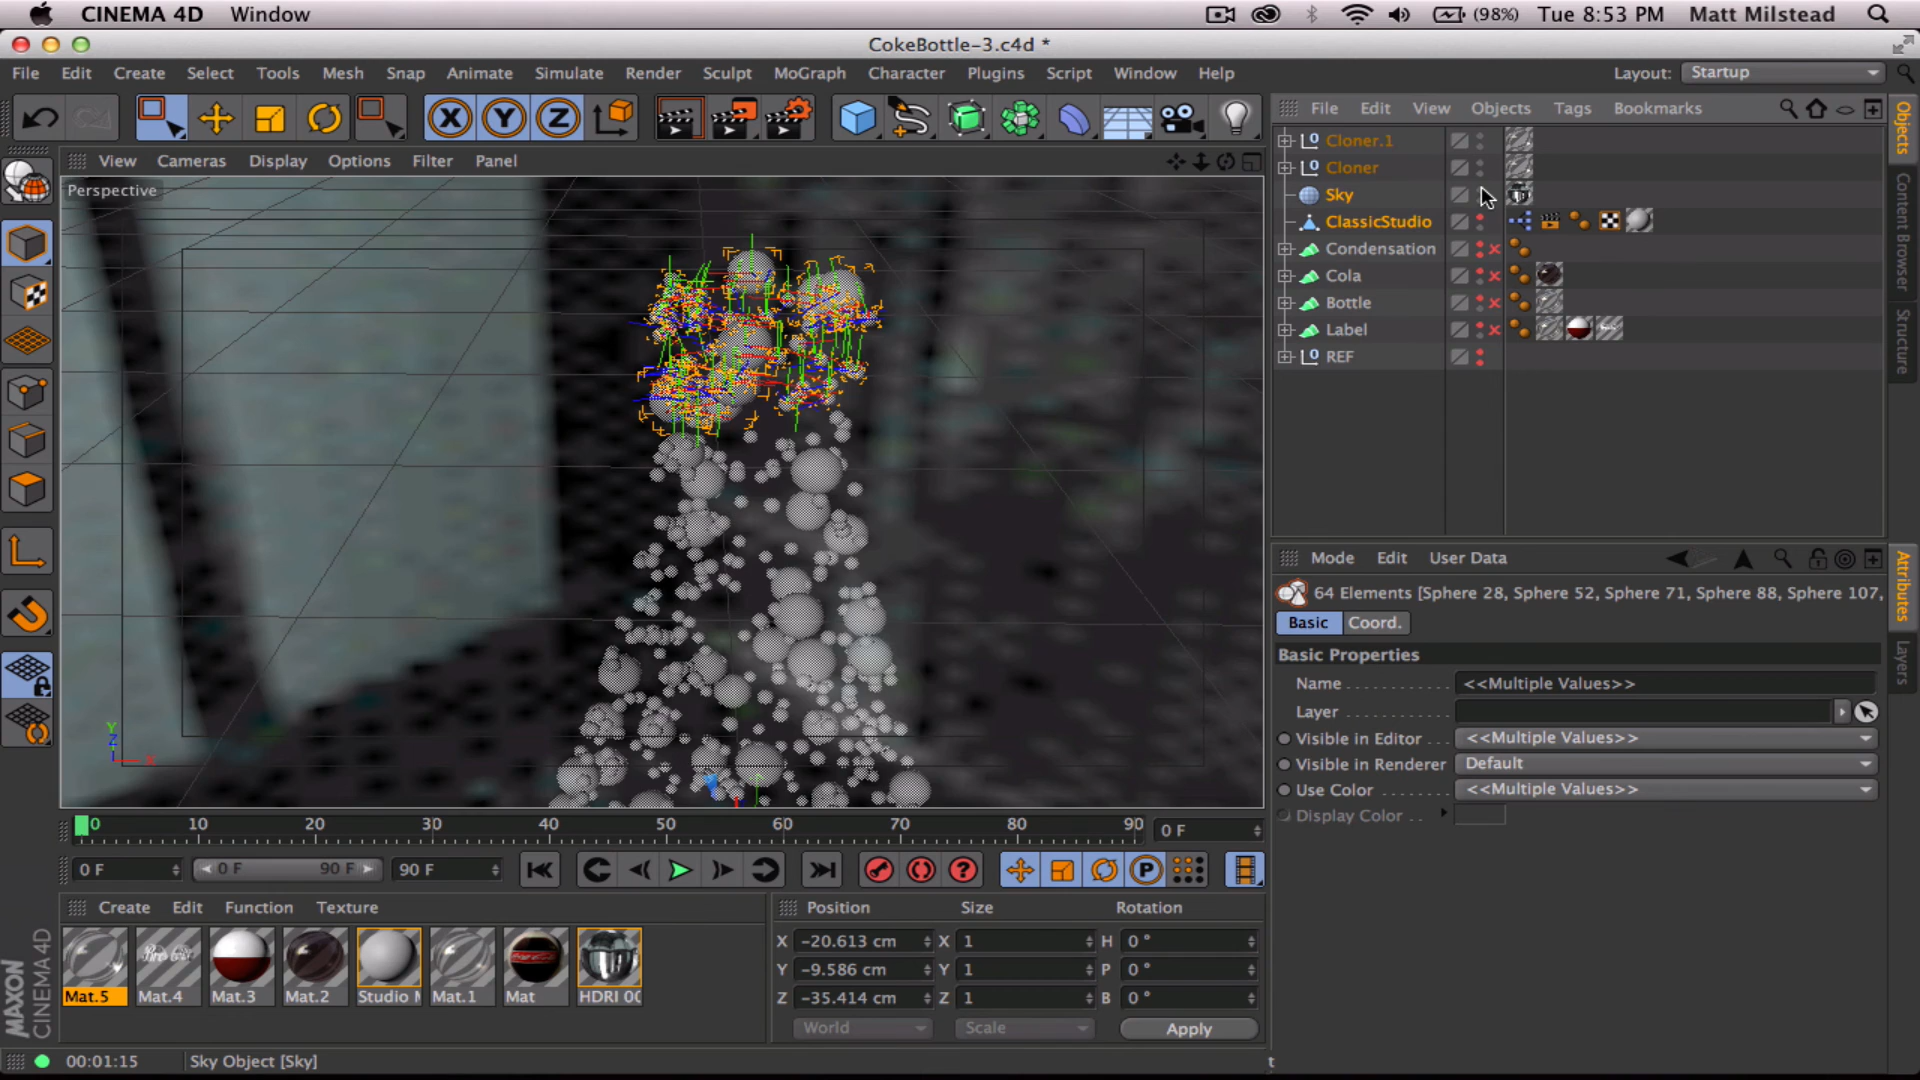 CINEMA 4D Window (98%) Tue 8:53 PM Matt Milstead
CokeBottle-3.c4d *
File Edit Create Select Tools Mesh Snap Animate Simulate Render Sculpt MoGraph Character Plugins Script Window Help Layout: Startup
File Edit View Objects Tags Bookmarks
X Y Z
View Cameras Display Options Filter Panel
Perspective
Cloner.1
Cloner
Sky
ClassicStudio
Condensation
Cola
Bottle
Label
REF
Objects
Content Browser
Structure
Mode Edit User Data
64 Elements [Sphere 28, Sphere 52, Sphere 71, Sphere 88, Sphere 107,
Basic Coord.
Basic Properties
Name <<Multiple Values>>
Layer
Visible in Editor <<Multiple Values>>
Visible in Renderer Default
Use Color <<Multiple Values>>
Display Color
Attributes
Layers
Y
Z
X
0 10 20 30 40 50 60 70 80 90 0 F
0 F 0 F 90 F 90 F P
Create Edit Function Texture
Mat.5 Mat.4 Mat.3 Mat.2 Studio M Mat.1 Mat HDRI 00
Position Size Rotation
X -20.613 cm X 1 H 0 °
Y -9.586 cm Y 1 P 0 °
Z -35.414 cm Z 1 B 0 °
World Scale Apply
MAXON
CINEMA 4D
00:01:15 Sky Object [Sky] t